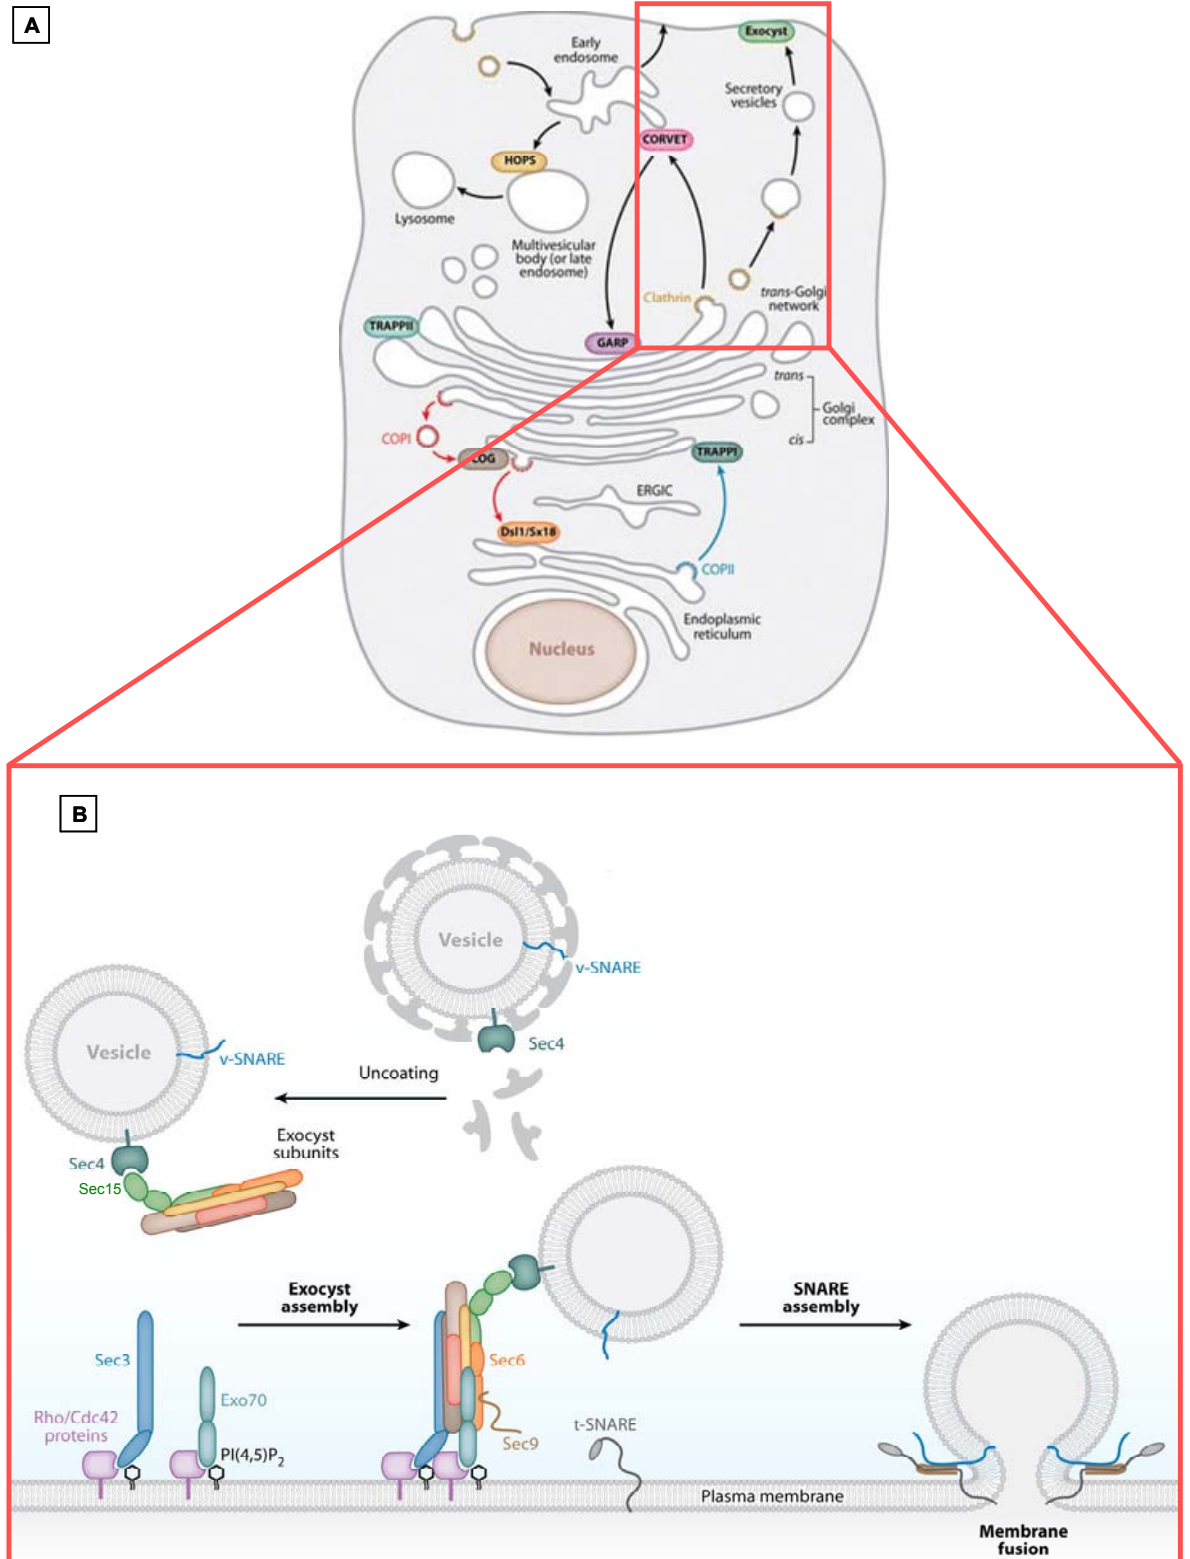 A
Early
endosome
Exocyst
Secretory
vesicles
CORVET
HOPS
Lysosome
Multivesicular
body (or late
endosome)
Clathrin
trans-Golgi
network
TRAPPII
GARP
trans
Golgi
complex
cis
COPI
COG
TRAPPI
ERGIC
Dsl1/Sx18
COPII
Endoplasmic
reticulum
Nucleus
B
Vesicle
v-SNARE
Sec4
Vesicle
v-SNARE
Uncoating
Exocyst
subunits
Sec4
Sec15
Exocyst
assembly
SNARE
assembly
Sec3
Sec6
Exo70
Rho/Cdc42
proteins
t-SNARE
Sec9
PI(4,5)P2
Plasma membrane
Membrane
fusion